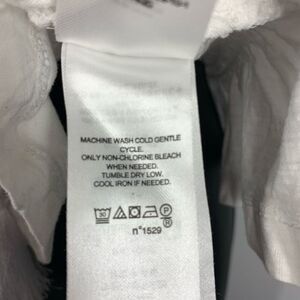 MACHINE WASH COLD GENTLE
CYCLE.
ONLY NON-CHLORINE BLEACH
WHEN NEEDED.
TUMBLE DRY LOW.
COOL IRON IF NEEDED.
30 P
R
n°1529